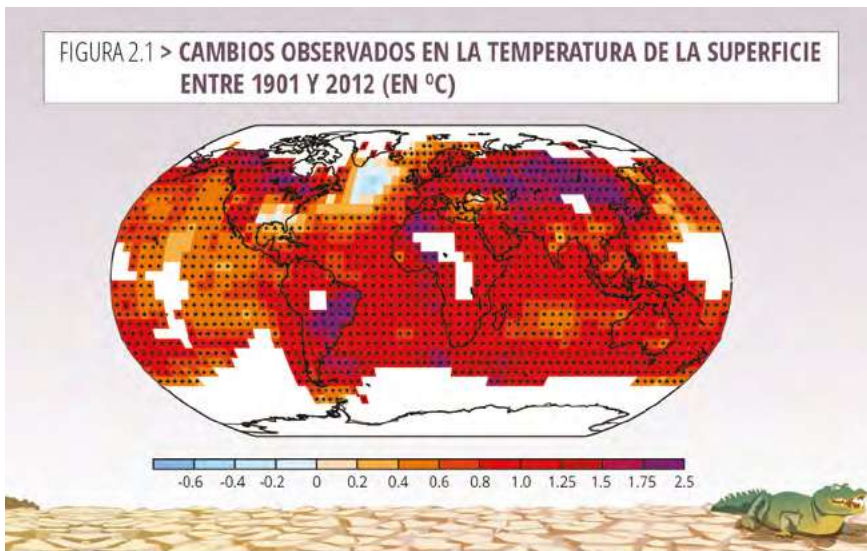 FIGURA 2.1 > CAMBIOS OBSERVADOS EN LA TEMPERATURA DE LA SUPERFICIE
ENTRE 1901 Y 2012 (EN ºC)
-0.6 -0.4 -0.2 0 0.2 0.4 0.6 0.8 1.0 1.25 1.5 1.75 2.5